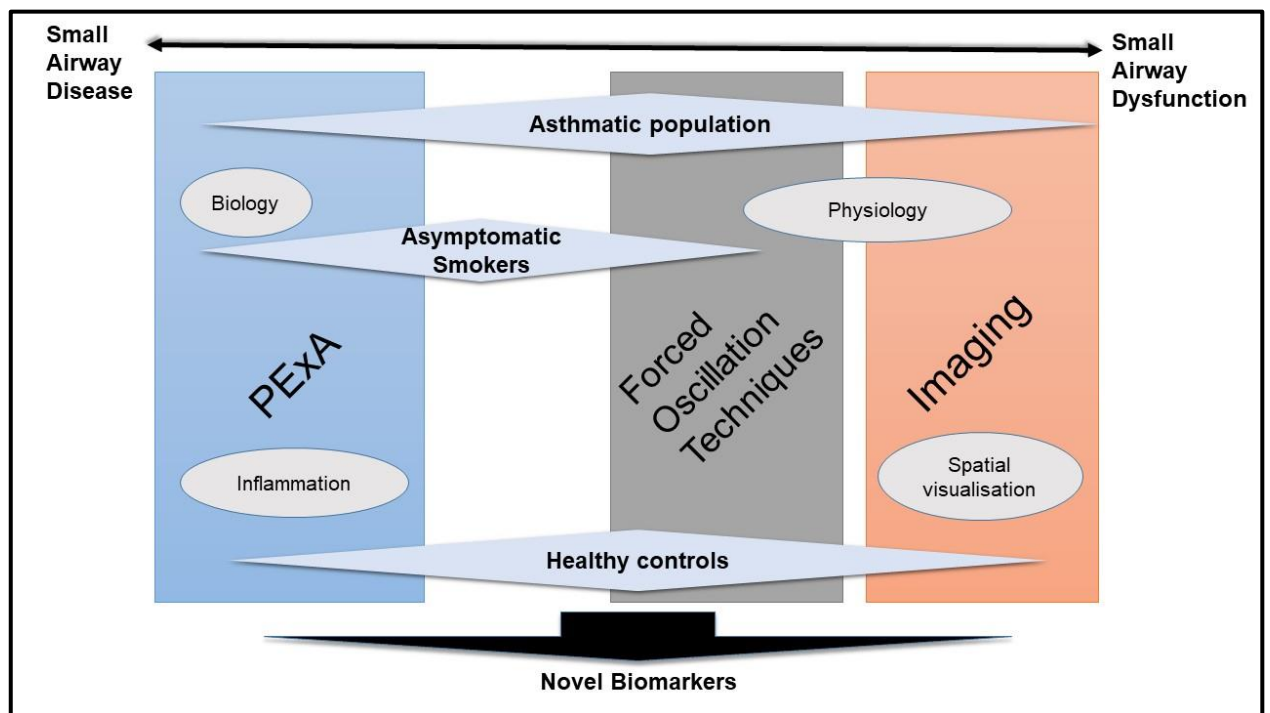 Small
Airway
Disease
Small
Airway
Dysfunction
Asthmatic population
Biology
Physiology
Asymptomatic
Smokers
PExA
Forced
Oscillation
Techniques
Imaging
Inflammation
Spatial
visualisation
Healthy controls
Novel Biomarkers